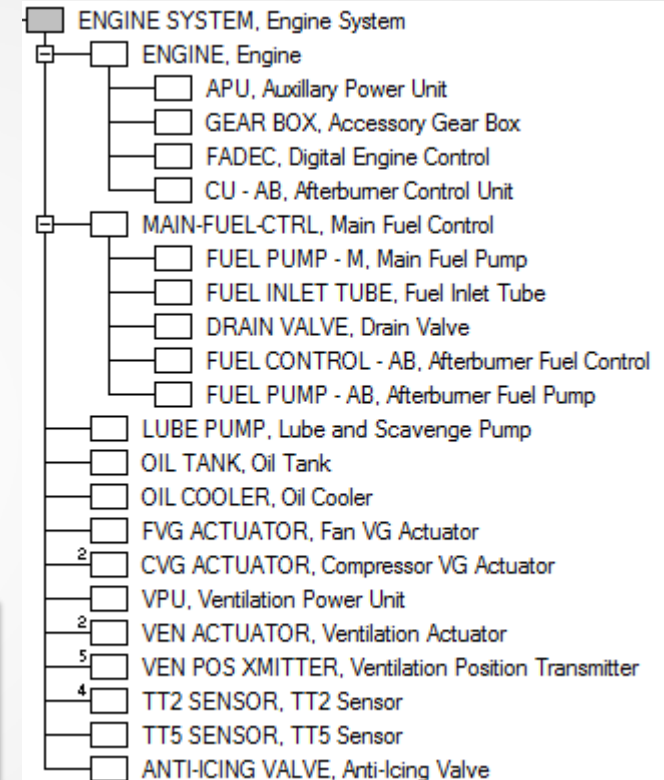 ENGINE SYSTEM, Engine System
ENGINE, Engine
APU, Auxillary Power Unit
GEAR BOX, Accessory Gear Box
FADEC, Digital Engine Control
CU - AB, Afterburner Control Unit
MAIN-FUEL-CTRL, Main Fuel Control
FUEL PUMP - M, Main Fuel Pump
FUEL INLET TUBE, Fuel Inlet Tube
DRAIN VALVE, Drain Valve
FUEL CONTROL - AB, Afterburner Fuel Control
FUEL PUMP - AB, Afterburner Fuel Pump
LUBE PUMP, Lube and Scavenge Pump
OIL TANK, Oil Tank
OIL COOLER, Oil Cooler
FVG ACTUATOR, Fan VG Actuator
2 CVG ACTUATOR, Compressor VG Actuator
VPU, Ventilation Power Unit
2 VEN ACTUATOR, Ventilation Actuator
5 VEN POS XMITTER, Ventilation Position Transmitter
4 TT2 SENSOR, TT2 Sensor
TT5 SENSOR, TT5 Sensor
ANTI-ICING VALVE, Anti-Icing Valve